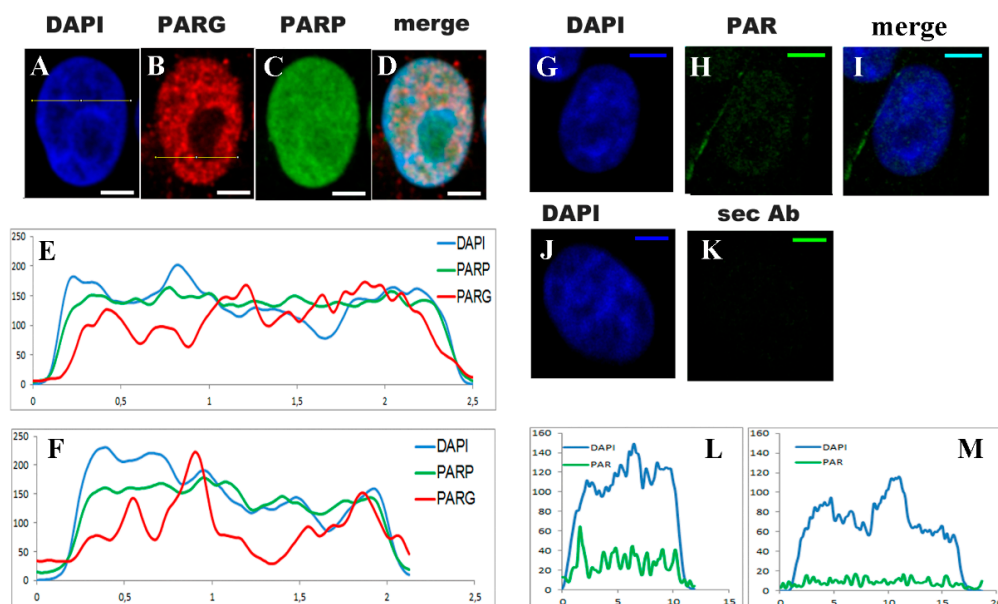 DAPI PARG PARP merge
PAR merge
A B C D
G H I
DAPI sec Ab
J K
E
DAPI
PARP
PARG
250
200
150
100
50
0
0 0,5 1 1,5 2 2,5
F
DAPI
PARP
PARG
250
200
150
100
50
0
0 0,5 1 1,5 2 2,5
L
DAPI
PAR
160
140
120
100
80
60
40
20
0
0 5 10 15
M
DAPI
PAR
160
140
120
100
80
60
40
20
0
0 5 10 15